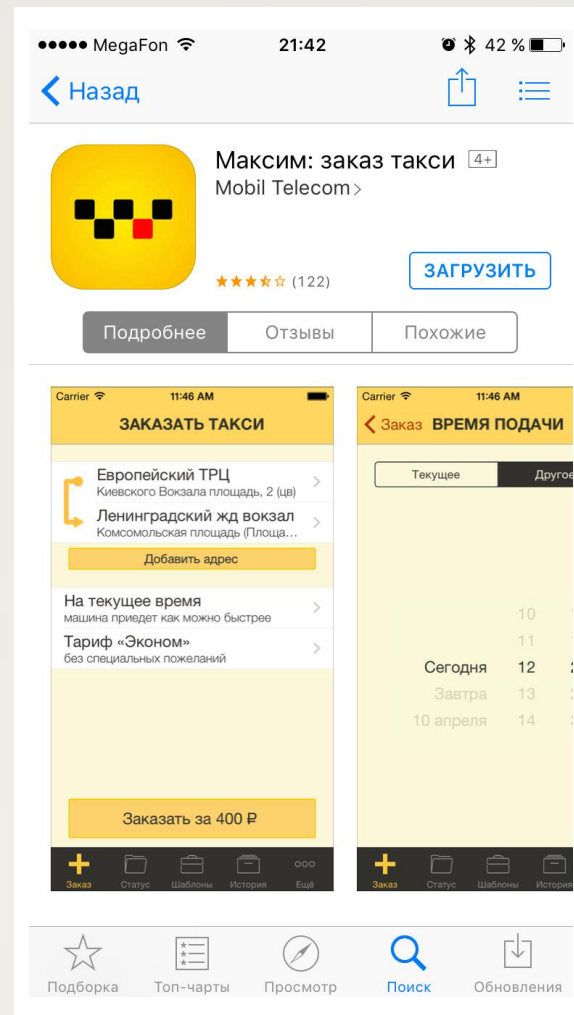 MegaFon 21:42 42 %
Назад
Максим: заказ такси 4+
Mobil Telecom
(122)
ЗАГРУЗИТЬ
Подробнее Отзывы Похожие
Carrier 11:46 AM
ЗАКАЗАТЬ ТАКСИ
Европейский ТРЦ
Киевского Вокзала площадь, 2 (цв)
Ленинградский жд вокзал
Комсомольская площадь (Площа...
Добавить адрес
На текущее время
машина приедет как можно быстрее
Тариф «Эконом»
без специальных пожеланий
Заказать за 400 ₽
Заказ Статус Шаблоны История Ещё
Carrier 11:46 AM
Заказ ВРЕМЯ ПОДАЧИ
Текущее Другое
10
11
Сегодня 12
Завтра 13
10 апреля 14
Заказ Статус Шаблоны История
Подборка Топ-чарты Просмотр Поиск Обновления